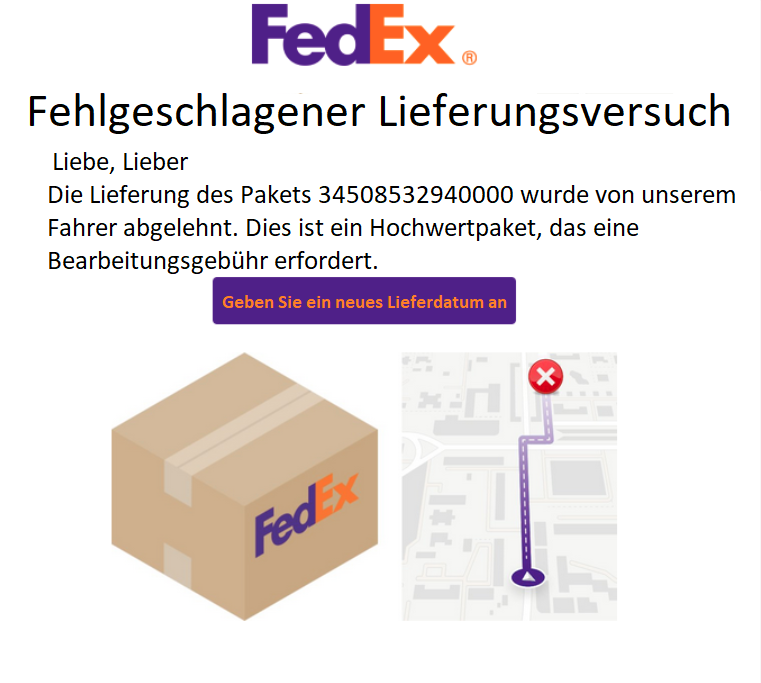 FedEx®
Fehlgeschlagener Lieferungsversuch
Liebe, Lieber
Die Lieferung des Pakets 34508532940000 wurde von unserem
Fahrer abgelehnt. Dies ist ein Hochwertpaket, das eine
Bearbeitungsgebühr erfordert.
Geben Sie ein neues Lieferdatum an
FedEx